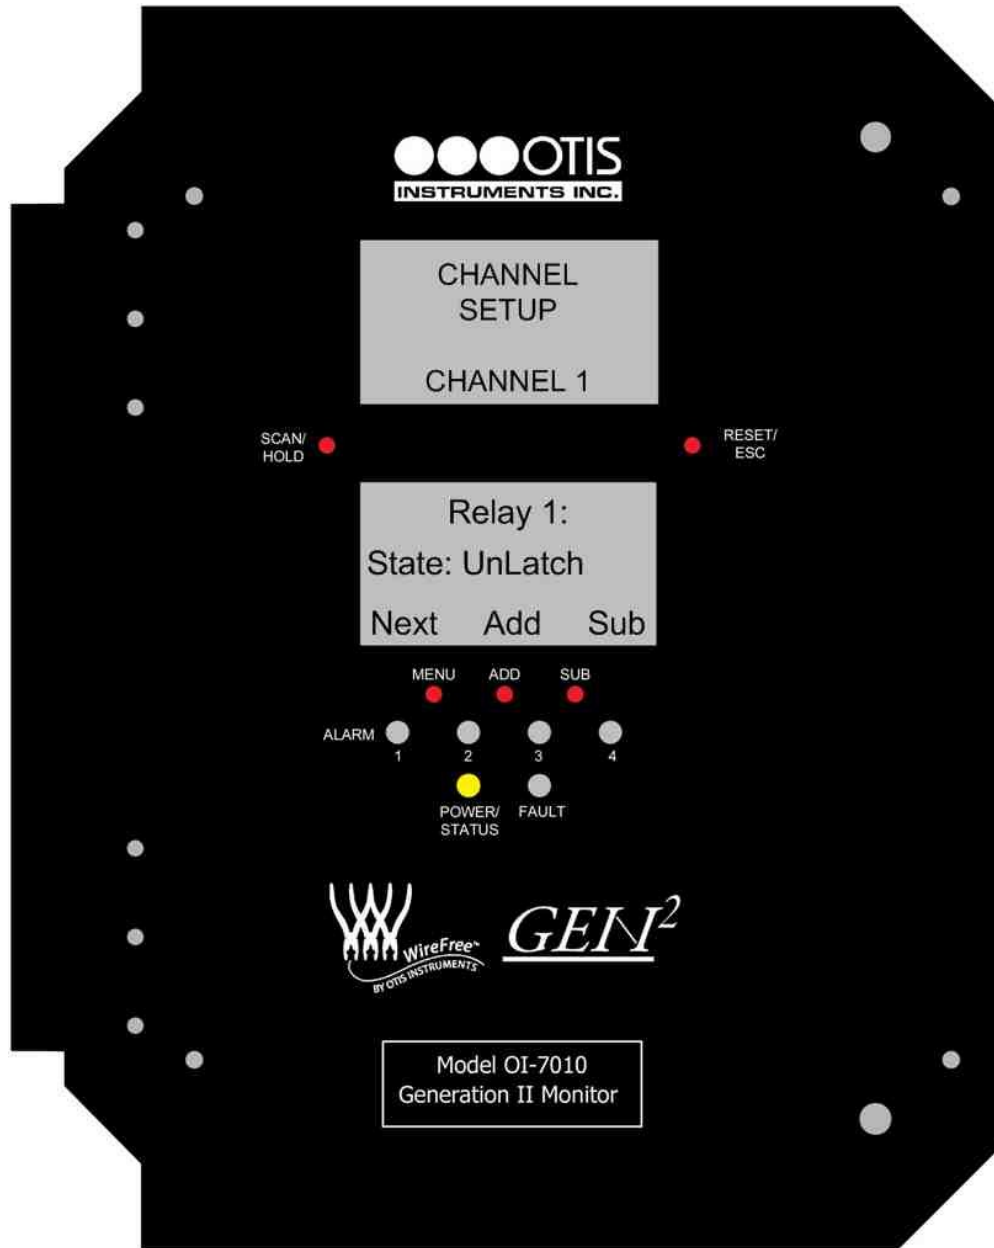 OTIS
INSTRUMENTS INC.
CHANNEL
SETUP
CHANNEL 1
SCAN/
HOLD
RESET/
ESC
Relay 1:
State: UnLatch
Next Add Sub
MENU ADD SUB
ALARM
1 2 3 4
POWER/
STATUS
FAULT
WireFree™
BY OTIS INSTRUMENTS
GEN²
Model OI-7010
Generation II Monitor